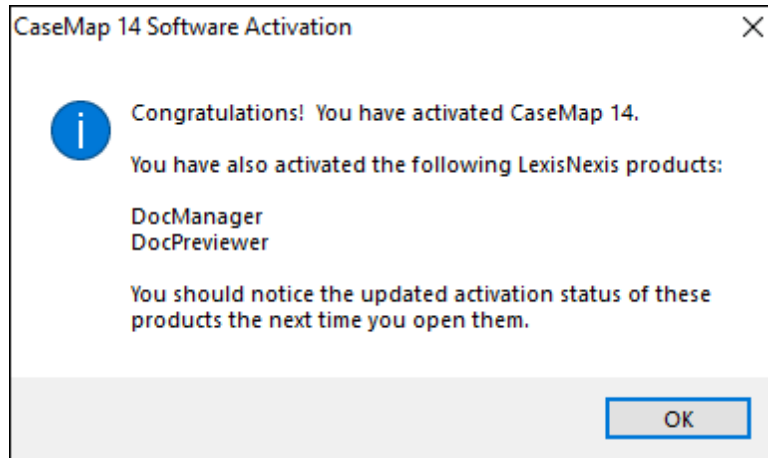 CaseMap 14 Software Activation
Congratulations! You have activated CaseMap 14.
You have also activated the following LexisNexis products:
DocManager
DocPreviewer
You should notice the updated activation status of these
products the next time you open them.
OK